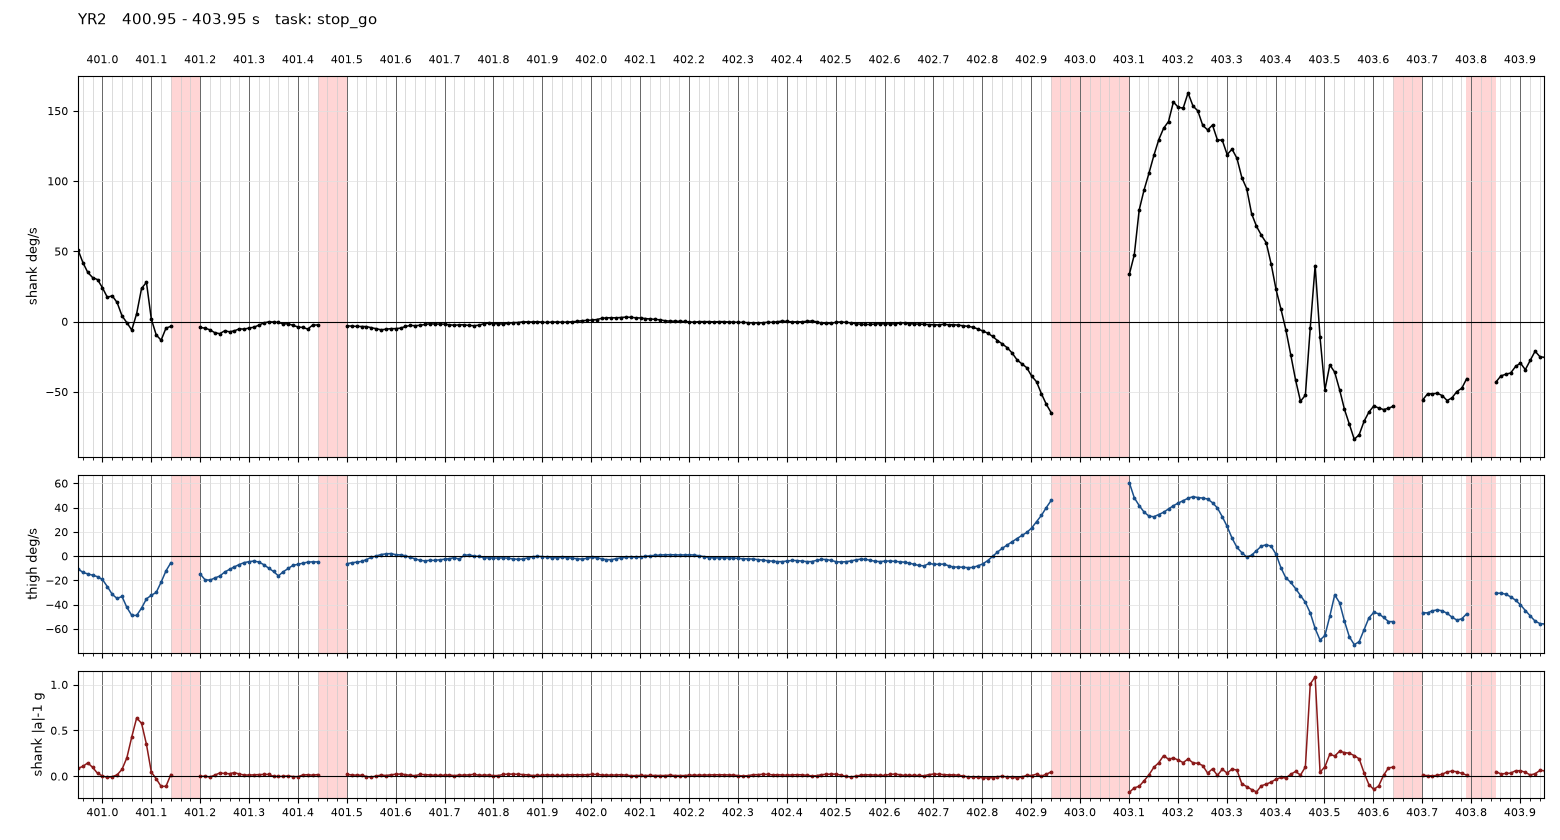 YR2   400.95 - 403.95 s   task: stop_go
401.0 401.1 401.2 401.3 401.4 401.5 401.6 401.7 401.8 401.9 402.0 402.1 402.2 402.3 402.4 402.5 402.6 402.7 402.8 402.9 403.0 403.1 403.2 403.3 403.4 403.5 403.6 403.7 403.8 403.9
shank deg/s
150
100
50
0
−50
thigh deg/s
60
40
20
0
−20
−40
−60
shank |a|-1 g
1.0
0.5
0.0
401.0 401.1 401.2 401.3 401.4 401.5 401.6 401.7 401.8 401.9 402.0 402.1 402.2 402.3 402.4 402.5 402.6 402.7 402.8 402.9 403.0 403.1 403.2 403.3 403.4 403.5 403.6 403.7 403.8 403.9